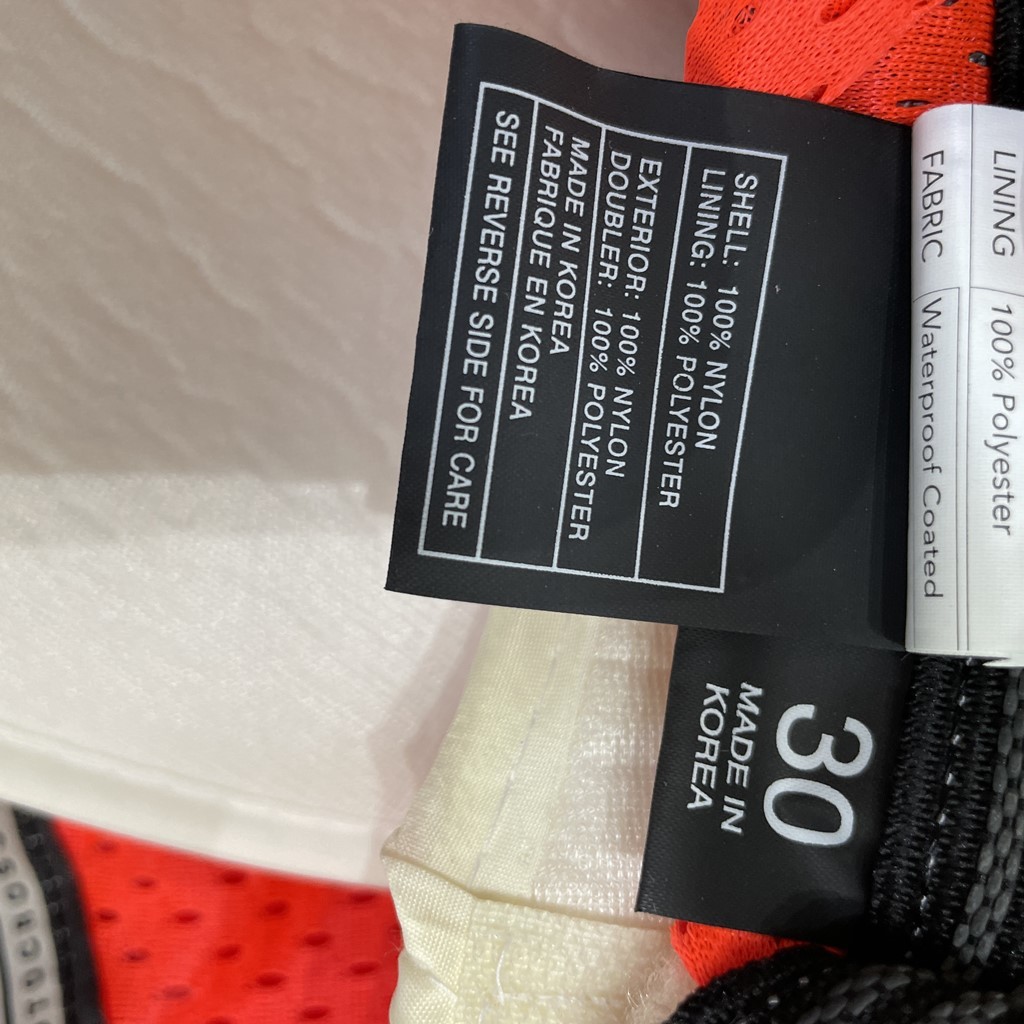 SHELL: 100% NYLON
LINING: 100% POLYESTER
EXTERIOR: 100% NYLON
DOUBLER: 100% POLYESTER
MADE IN KOREA
FABRIQUE EN KOREA
SEE REVERSE SIDE FOR CARE
LINING 100% Polyester
FABRIC Waterproof Coated
30
MADE IN
KOREA